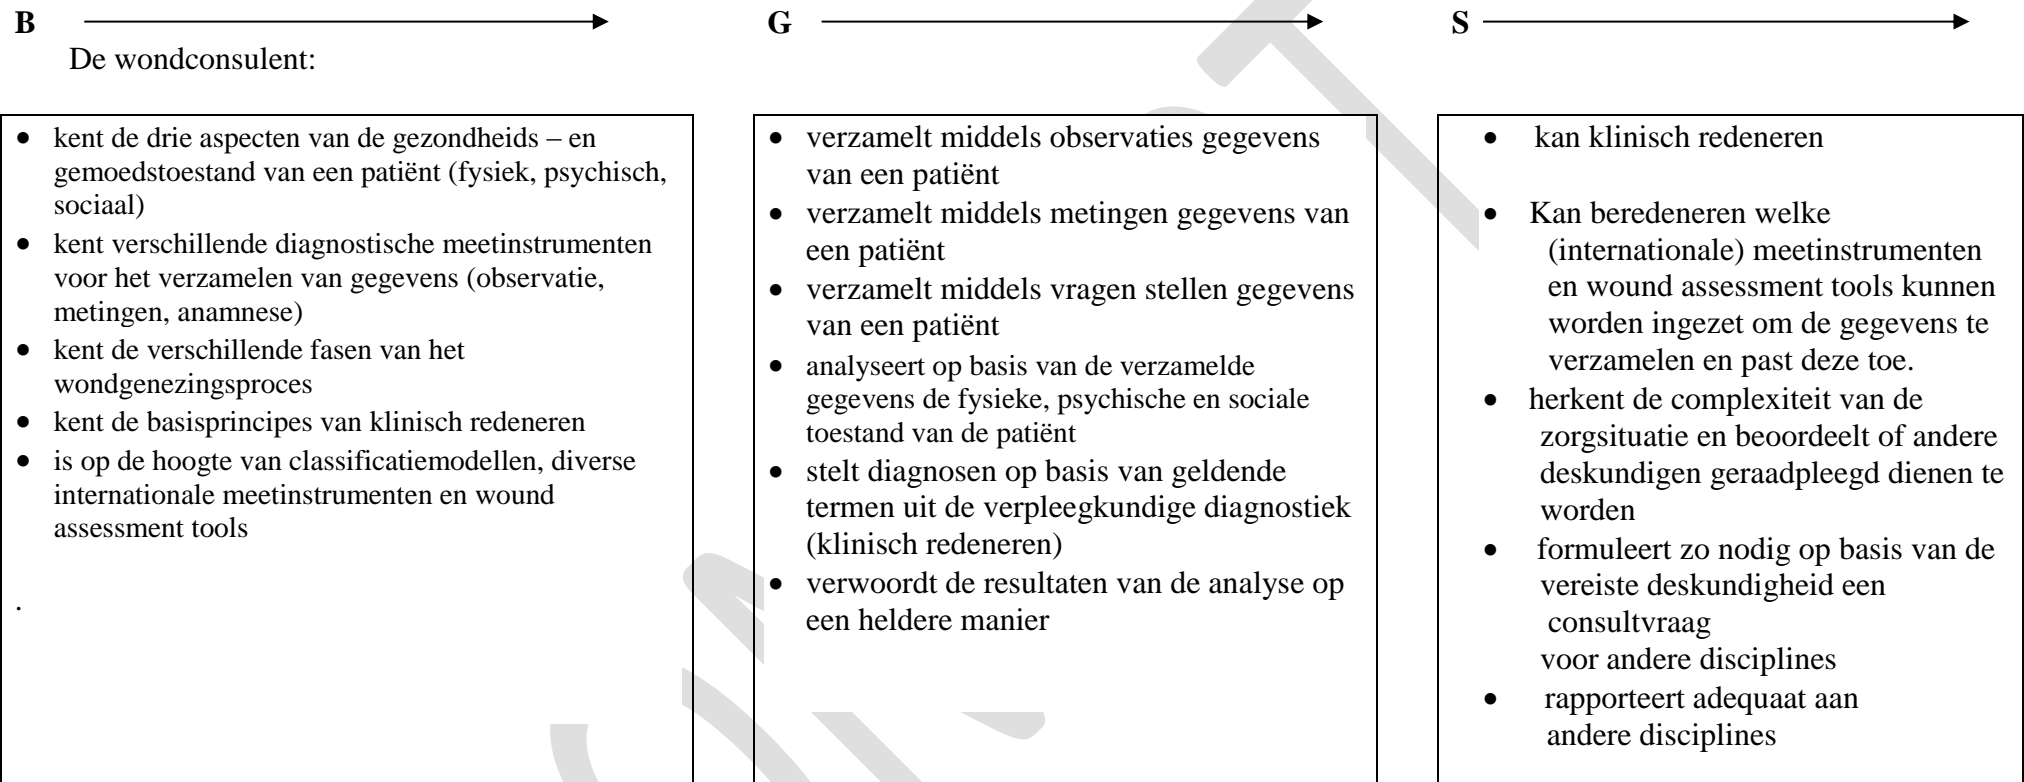 B
G
S
De wondconsulent:
• kent de drie aspecten van de gezondheids – en
gemoedstoestand van een patiënt (fysiek, psychisch,
sociaal)
• kent verschillende diagnostische meetinstrumenten
voor het verzamelen van gegevens (observatie,
metingen, anamnese)
• kent de verschillende fasen van het
wondgenezingsproces
• kent de basisprincipes van klinisch redeneren
• is op de hoogte van classificatiemodellen, diverse
internationale meetinstrumenten en wound
assessment tools
.
• verzamelt middels observaties gegevens
van een patiënt
• verzamelt middels metingen gegevens van
een patiënt
• verzamelt middels vragen stellen gegevens
van een patiënt
• analyseert op basis van de verzamelde
gegevens de fysieke, psychische en sociale
toestand van de patiënt
• stelt diagnosen op basis van geldende
termen uit de verpleegkundige diagnostiek
(klinisch redeneren)
• verwoordt de resultaten van de analyse op
een heldere manier
• kan klinisch redeneren
• Kan beredeneren welke
(internationale) meetinstrumenten
en wound assessment tools kunnen
worden ingezet om de gegevens te
verzamelen en past deze toe.
• herkent de complexiteit van de
zorgsituatie en beoordeelt of andere
deskundigen geraadpleegd dienen te
worden
• formuleert zo nodig op basis van de
vereiste deskundigheid een
consultvraag
voor andere disciplines
• rapporteert adequaat aan
andere disciplines